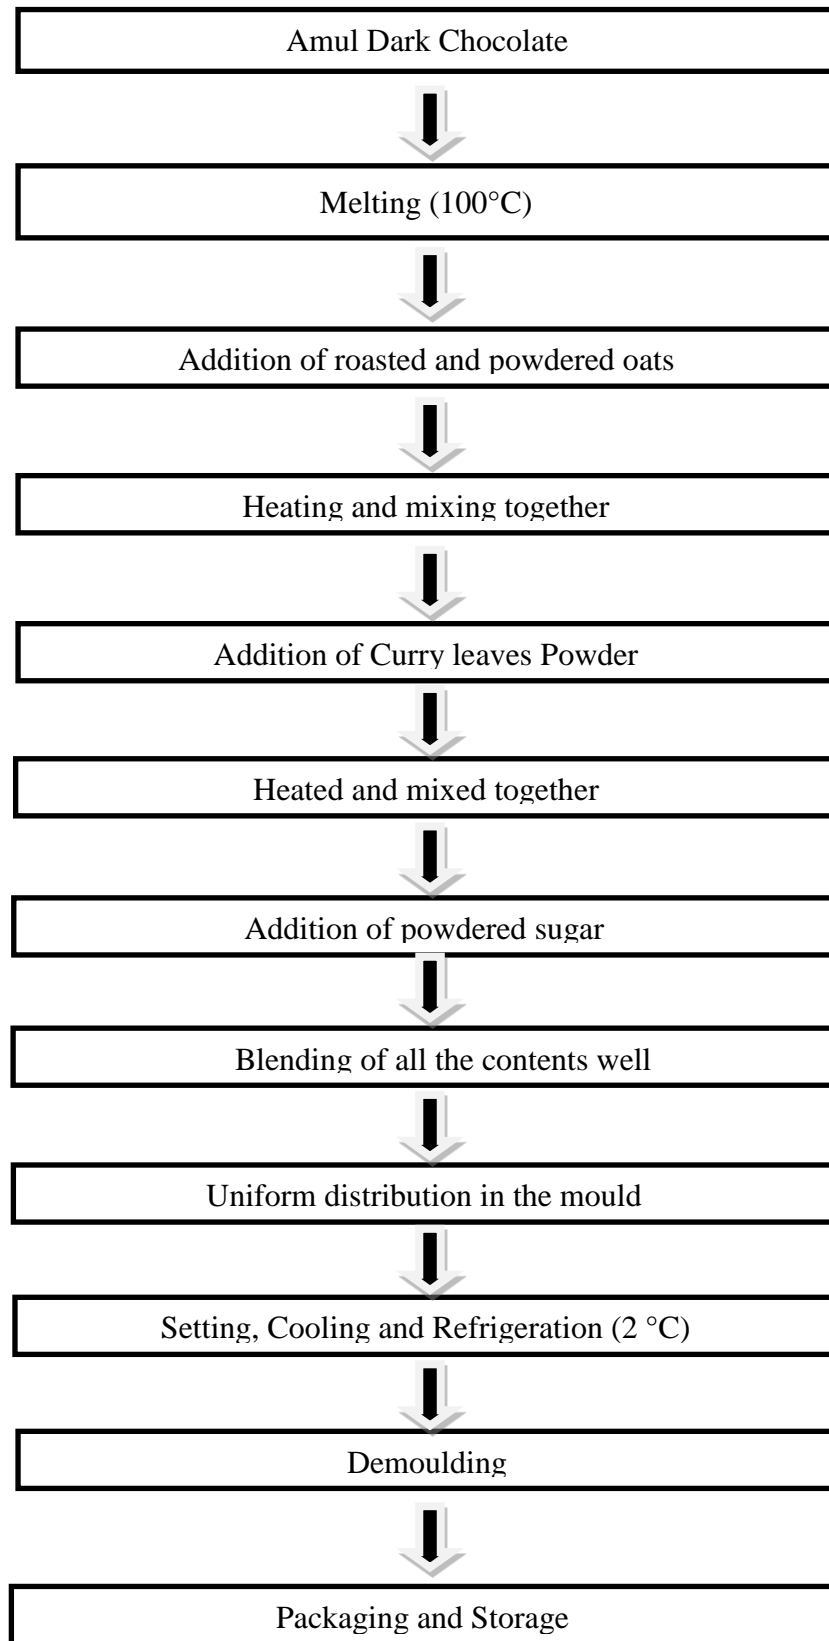 Amul Dark Chocolate
Melting (100°C)
Addition of roasted and powdered oats
Heating and mixing together
Addition of Curry leaves Powder
Heated and mixed together
Addition of powdered sugar
Blending of all the contents well
Uniform distribution in the mould
Setting, Cooling and Refrigeration (2 °C)
Demoulding
Packaging and Storage